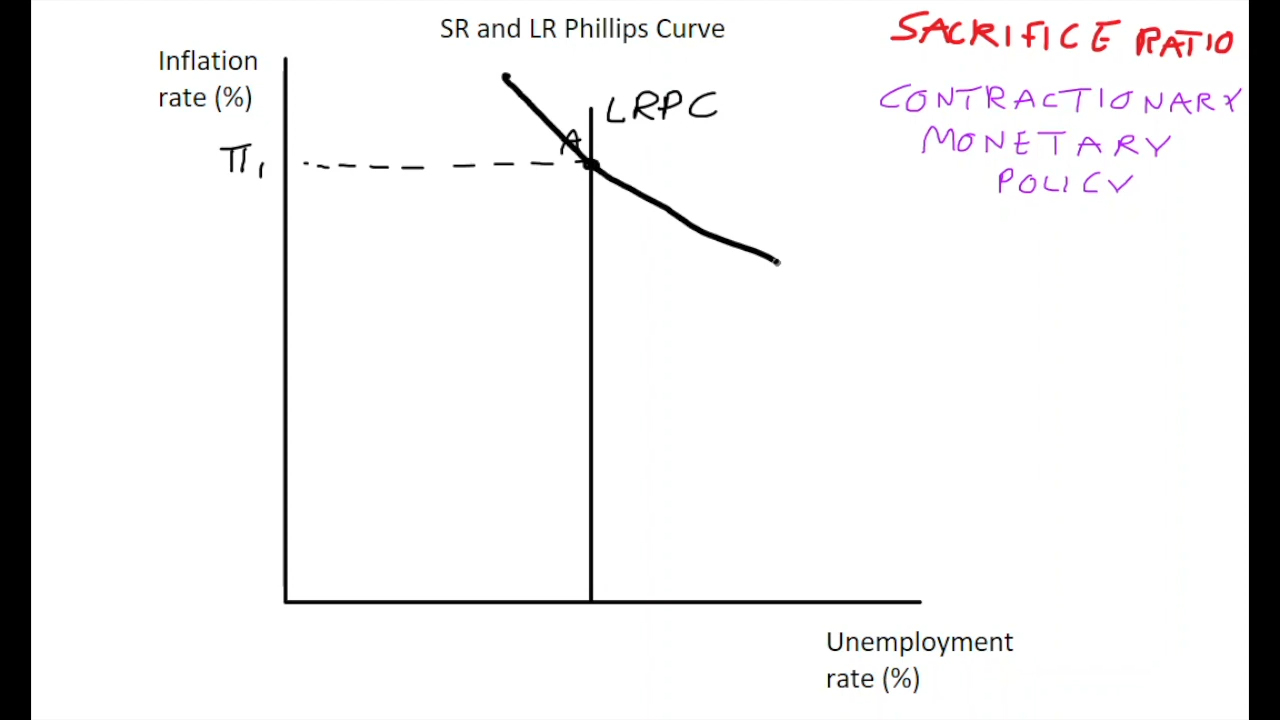 SR and LR Phillips Curve
SACRIFICE RATIO
Inflation
rate (%)
CONTRACTIONARY
MONETARY
POLICY
LRPC
A
π₁
Unemployment
rate (%)